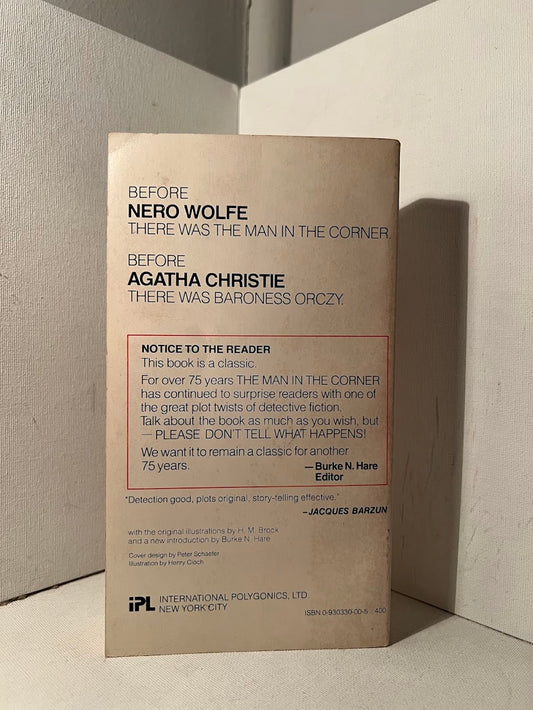 BEFORE
NERO WOLFE
THERE WAS THE MAN IN THE CORNER.
BEFORE
AGATHA CHRISTIE
THERE WAS BARONESS ORCZY.
NOTICE TO THE READER
This book is a classic.
For over 75 years THE MAN IN THE CORNER
has continued to surprise readers with one of
the great plot twists of detective fiction.
Talk about the book as much as you wish, but
— PLEASE DON'T TELL WHAT HAPPENS!
We want it to remain a classic for another
75 years. —Burke N. Hare
Editor
"Detection good, plots original, story-telling effective."
–JACQUES BARZUN
with the original illustrations by H. M. Brock
and a new introduction by Burke N. Hare
Cover design by Peter Schaefer
Illustration by Henry Cloch
IPL INTERNATIONAL POLYGONICS, LTD.
NEW YORK CITY
ISBN 0-930330-00-5 400